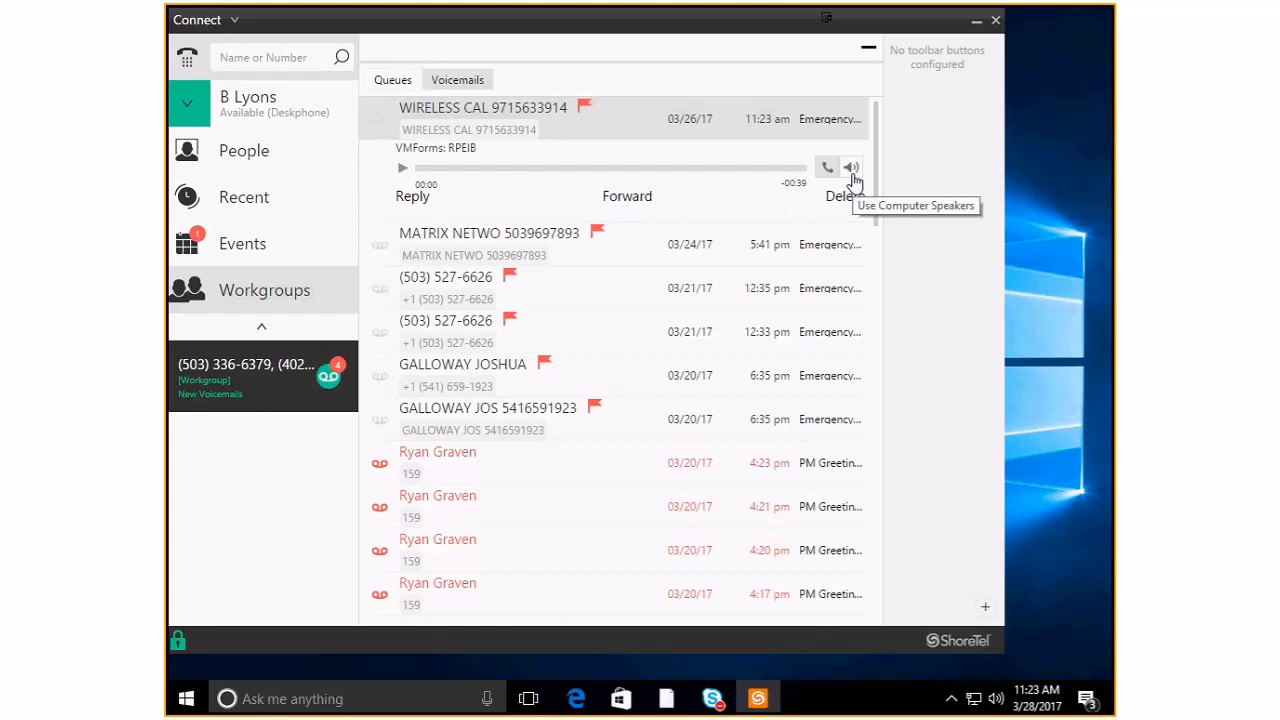 Connect
Name or Number
B Lyons
Available (Deskphone)
People
Recent
1
Events
Workgroups
(503) 336-6379, (402...
4
[Workgroup]
New Voicemails
Queues
Voicemails
WIRELESS CAL 9715633914
03/26/17 11:23 am Emergency...
WIRELESS CAL 9715633914
VMForms: RPEIB
00:00 -00:39
Reply Forward Dele
Use Computer Speakers
MATRIX NETWO 5039697893
03/24/17 5:41 pm Emergency...
MATRIX NETWO 5039697893
(503) 527-6626
03/21/17 12:35 pm Emergency...
+1 (503) 527-6626
(503) 527-6626
03/21/17 12:33 pm Emergency...
+1 (503) 527-6626
GALLOWAY JOSHUA
03/20/17 6:35 pm Emergency...
+1 (541) 659-1923
GALLOWAY JOS 5416591923
03/20/17 6:35 pm Emergency...
GALLOWAY JOS 5416591923
Ryan Graven
03/20/17 4:23 pm PM Greetin...
159
Ryan Graven
03/20/17 4:21 pm PM Greetin...
159
Ryan Graven
03/20/17 4:20 pm PM Greetin...
159
Ryan Graven
03/20/17 4:17 pm PM Greetin...
159
No toolbar buttons
configured
ShoreTel
Ask me anything
11:23 AM
3/28/2017
3